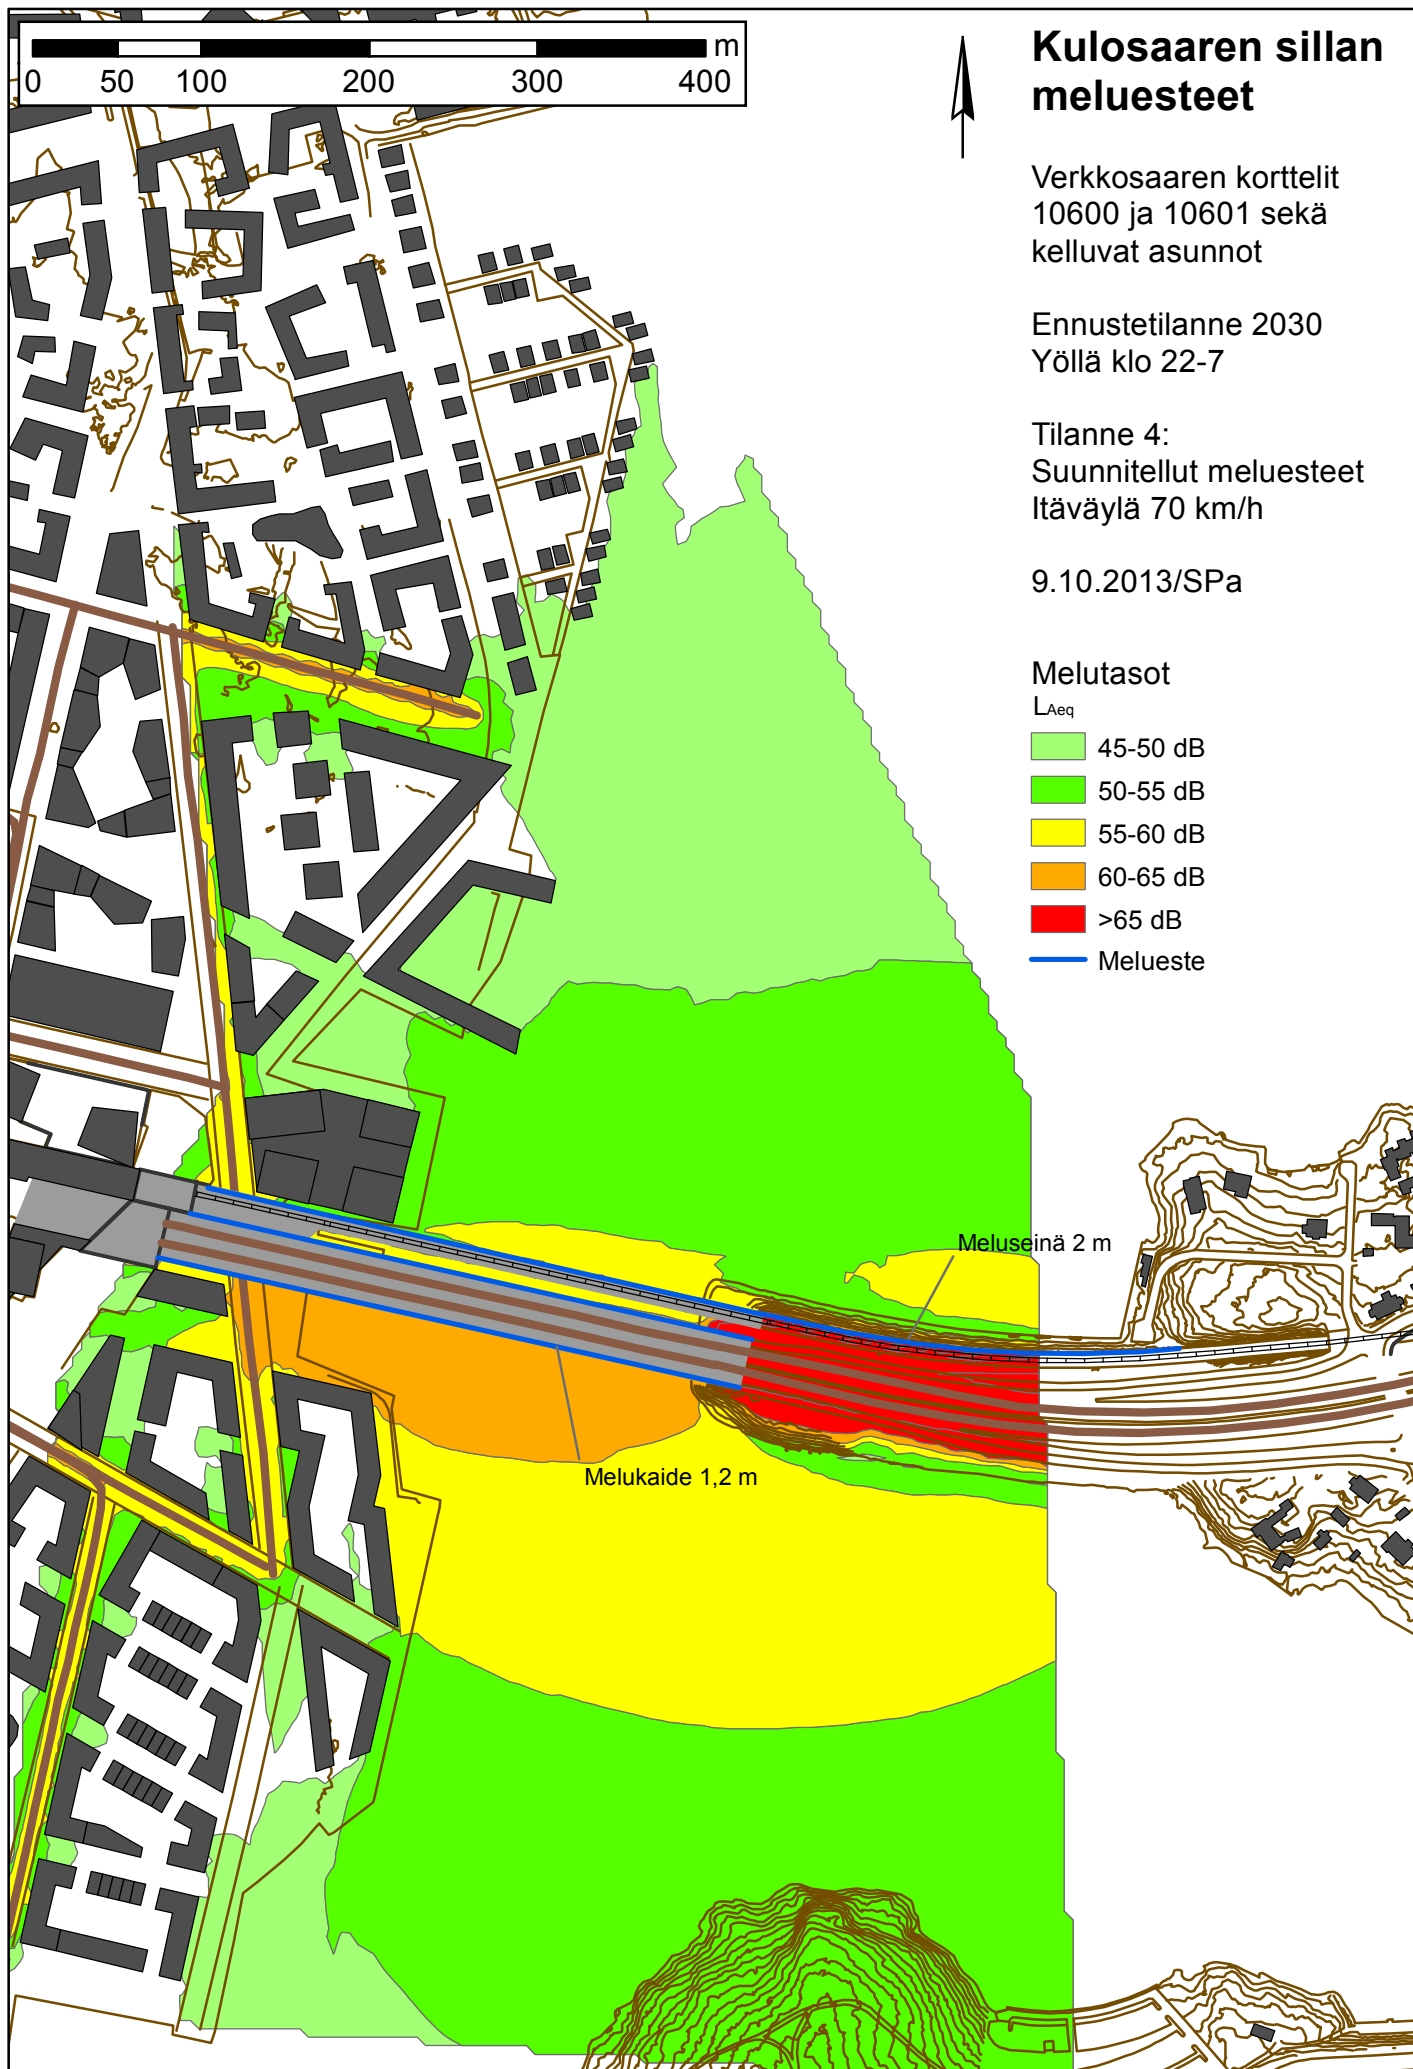 m
0 50 100 200 300 400
Kulosaaren sillan
meluesteet
Verkkosaaren korttelit
10600 ja 10601 sekä
kelluvat asunnot
Ennustetilanne 2030
Yöllä klo 22-7
Tilanne 4:
Suunnitellut meluesteet
Itäväylä 70 km/h
9.10.2013/SPa
Melutasot
LAeq
45-50 dB
50-55 dB
55-60 dB
60-65 dB
>65 dB
Melueste
Meluseinä 2 m
Melukaide 1,2 m